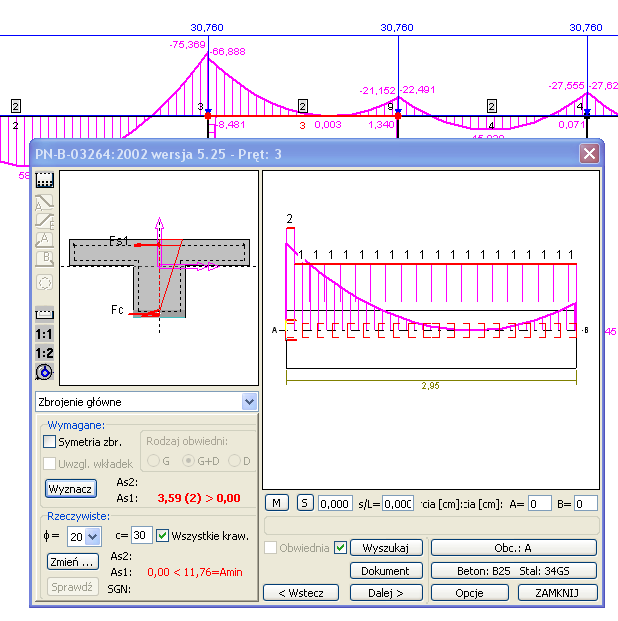 30,760 30,760 30,760
-75,369 -66,888
-21,152 -22,491 -27,555 -27,62
2 3 2 9 2 4
2 -8,481 3 0,003 1,340 4 0,071
58
PN-B-03264:2002 wersja 5.25 - Pręt: 3
2
Fs1
1 1 1 1 1 1 1 1 1 1 1 1 1 1 1 1 1 1
Fc
A B
45
1:1
1:2
2,95
Zbrojenie główne
Wymagane:
Symetria zbr.
Rodzaj obwiedni:
Uwzgl. wkładek
G G+D D
As2:
Wyznacz
As1: 3,59 (2) > 0,00
M S 0,000 s/L= 0,000 :cia [cm]:zia [cm]: A= 0 B= 0
Rzeczywiste:
ϕ= 20 c= 30 Wszystkie kraw.
Obwiednia Wyszukaj Obc.: A
Zmień ... As2:
As1: 0,00 < 11,76=Amin
Dokument Beton: B25 Stal: 34GS
Sprawdź SGN:
< Wstecz Dalej > Opcje ZAMKNIJ